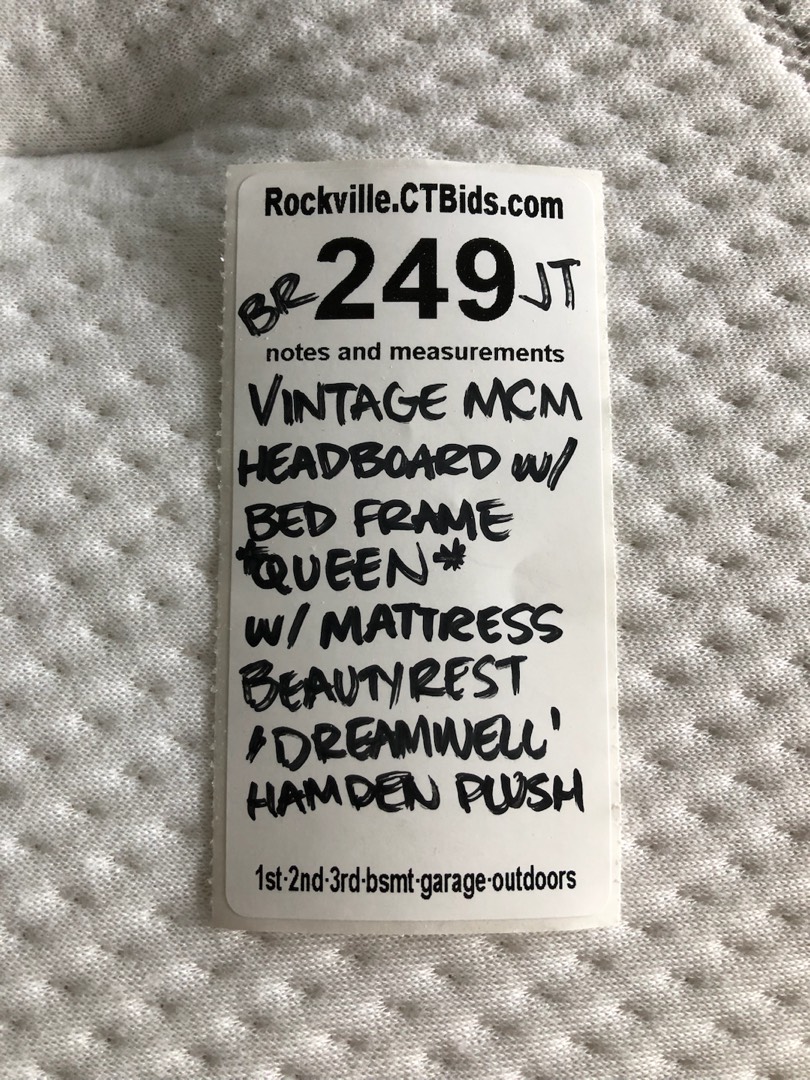 Rockville.CTBids.com
BR 249 JT
notes and measurements
VINTAGE MCM
HEADBOARD w/
BED FRAME
*QUEEN*
w/ MATTRESS
BEAUTYREST
'DREAMWELL'
HAMDEN PLUSH
1st·2nd·3rd·bsmt·garage·outdoors